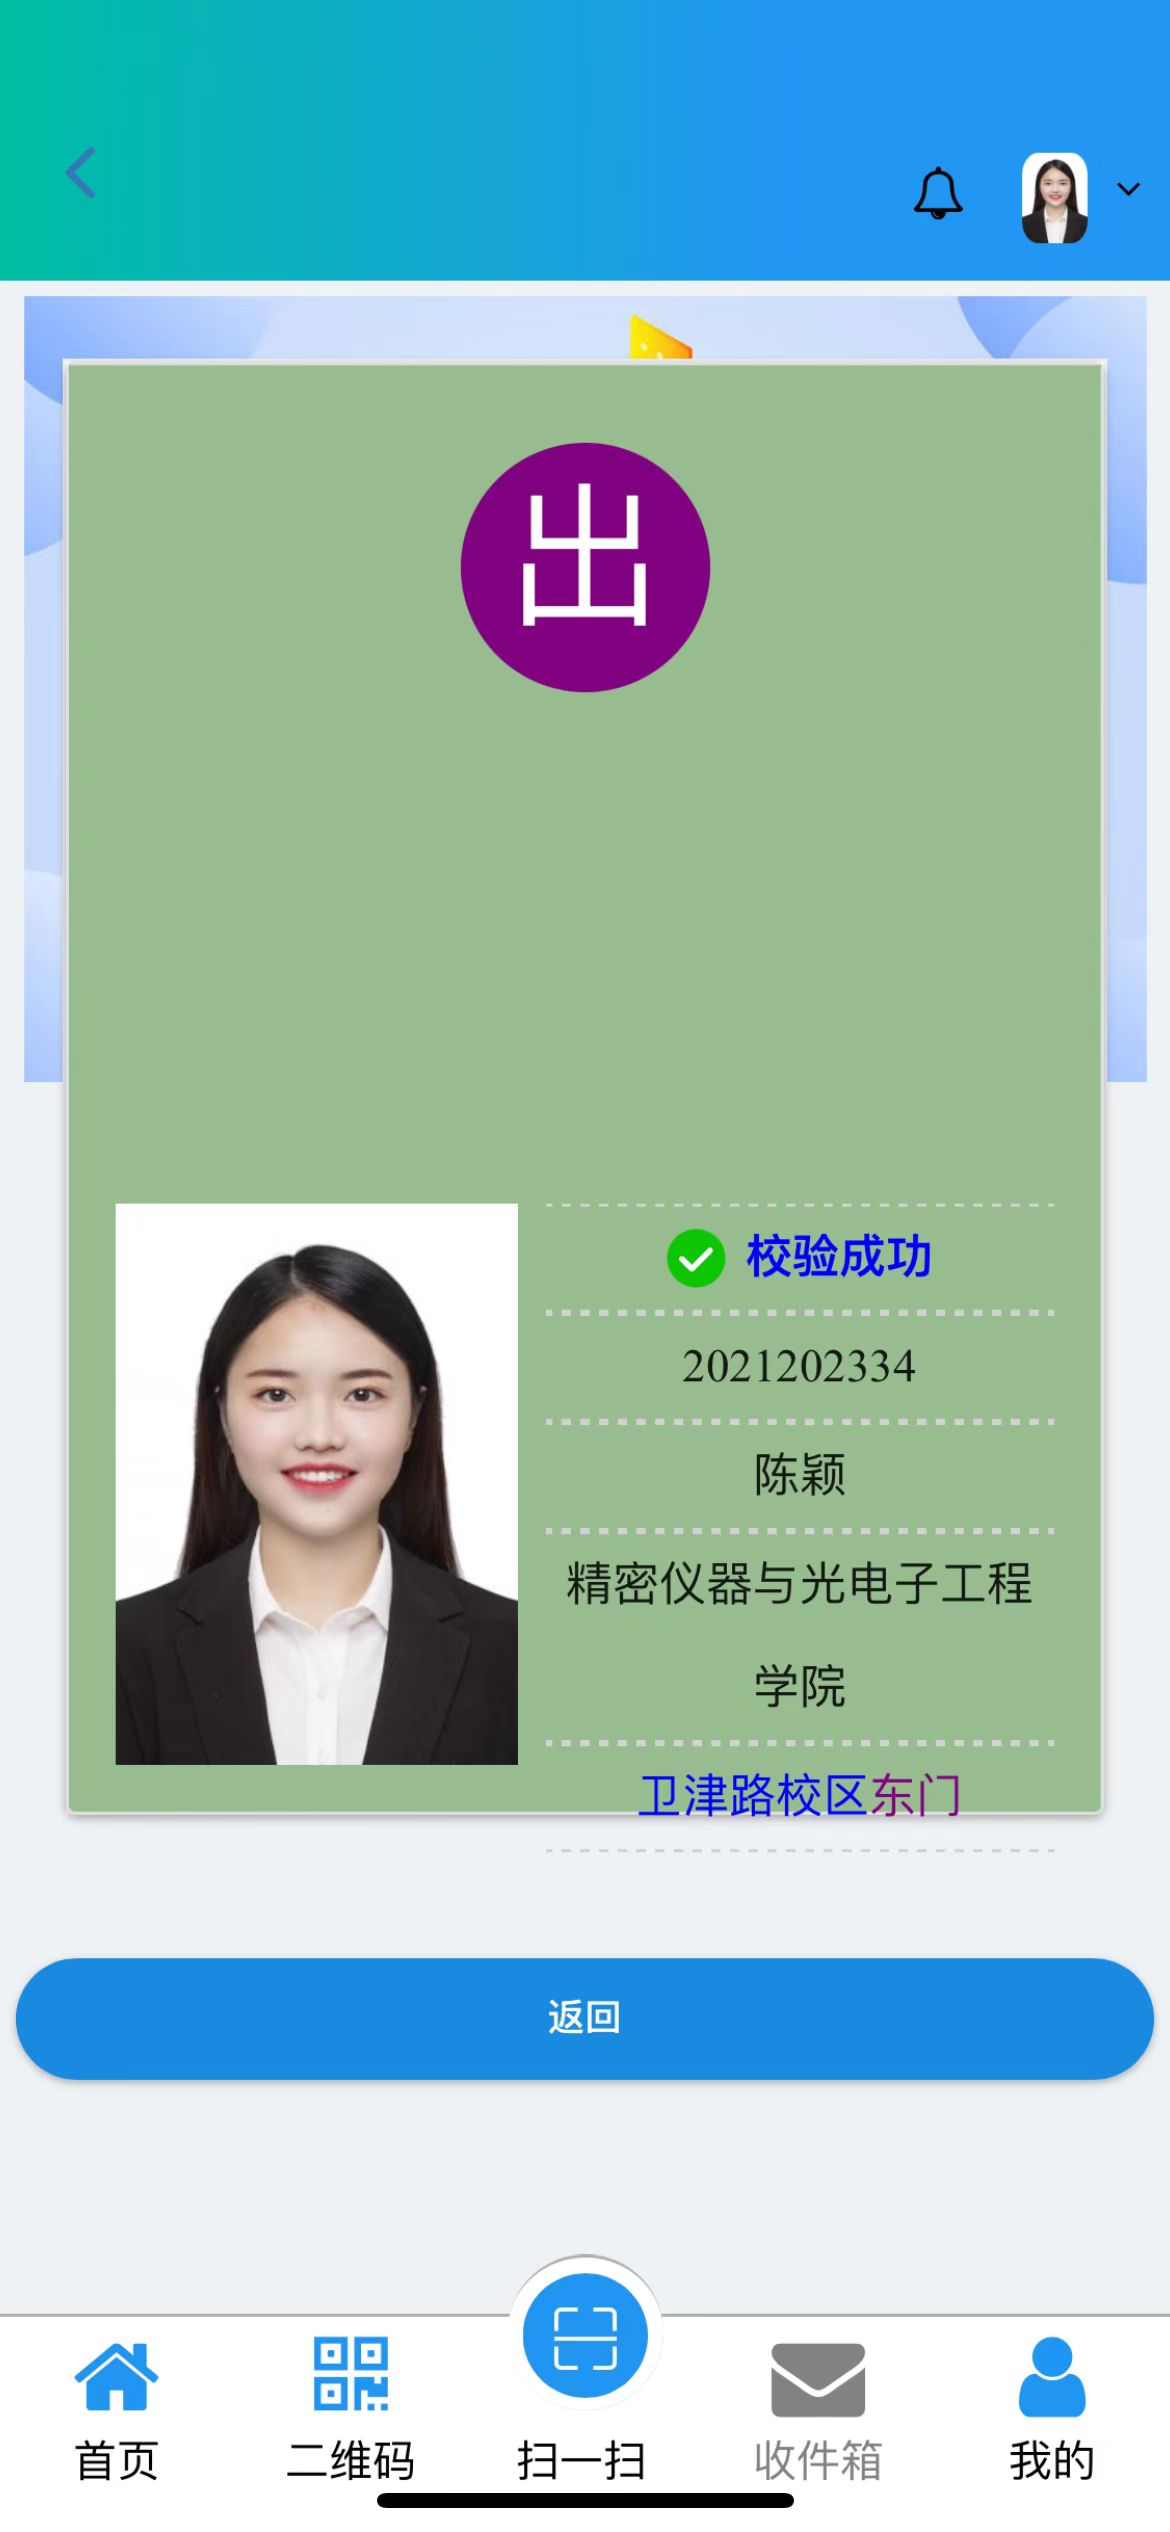 出
校验成功
2021202334
陈颖
精密仪器与光电子工程
学院
卫津路校区东门
返回
首页
二维码
扫一扫
收件箱
我的